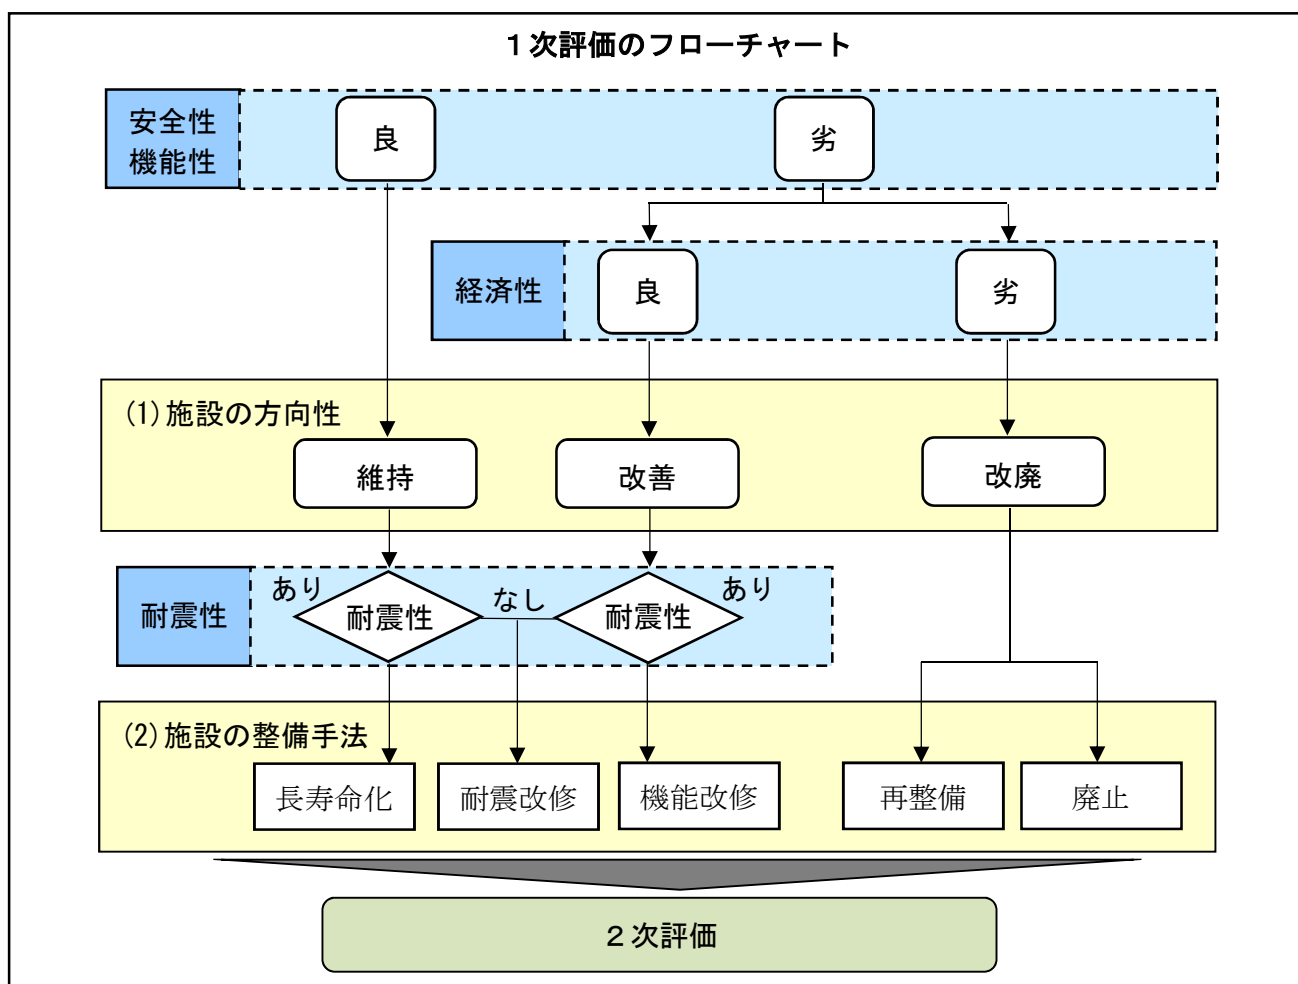 １次評価のフローチャート
安全性
機能性
良
劣
経済性
良
劣
(1)施設の方向性
維持
改善
改廃
耐震性
あり
耐震性
なし
耐震性
あり
(2)施設の整備手法
長寿命化
耐震改修
機能改修
再整備
廃止
２次評価